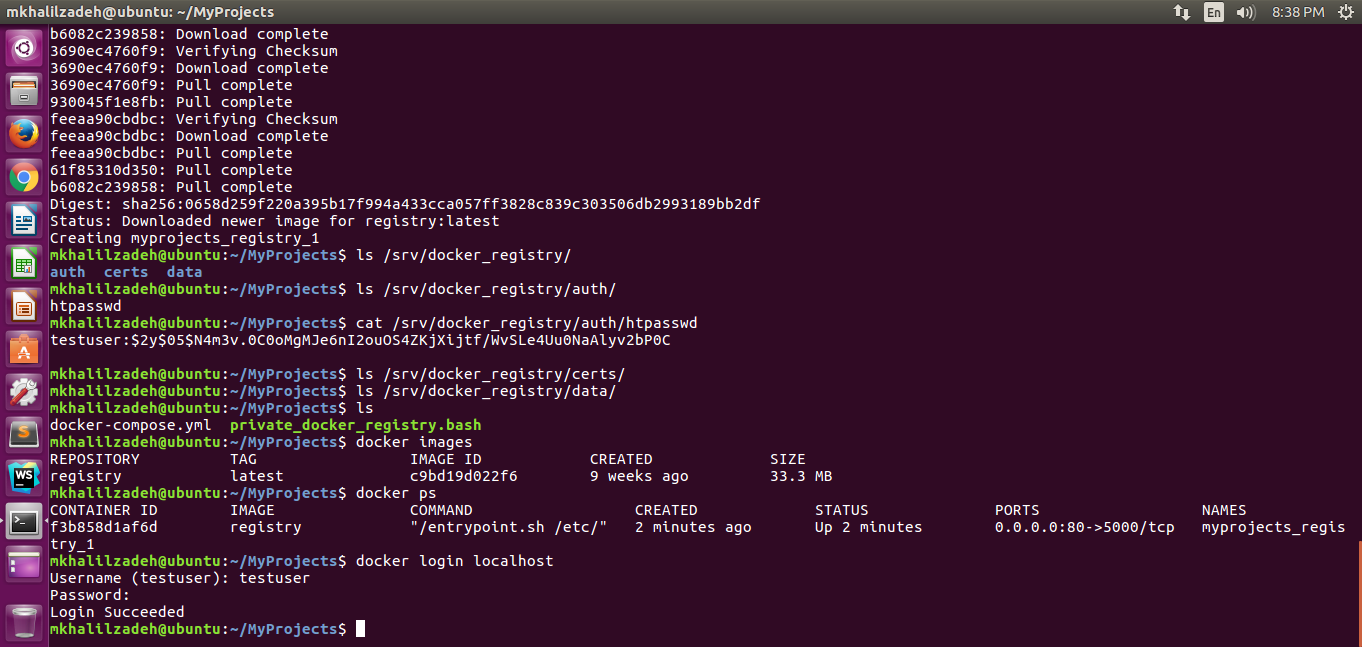 mkhalilzadeh@ubuntu: ~/MyProjects
En
8:38 PM
b6082c239858: Download complete
3690ec4760f9: Verifying Checksum
3690ec4760f9: Download complete
3690ec4760f9: Pull complete
930045f1e8fb: Pull complete
feeaa90cbdbc: Verifying Checksum
feeaa90cbdbc: Download complete
feeaa90cbdbc: Pull complete
61f85310d350: Pull complete
b6082c239858: Pull complete
Digest: sha256:0658d259f220a395b17f994a433cca057ff3828c839c303506db2993189bb2df
Status: Downloaded newer image for registry:latest
Creating myprojects_registry_1
mkhalilzadeh@ubuntu:~/MyProjects$ ls /srv/docker_registry/
auth  certs  data
mkhalilzadeh@ubuntu:~/MyProjects$ ls /srv/docker_registry/auth/
htpasswd
mkhalilzadeh@ubuntu:~/MyProjects$ cat /srv/docker_registry/auth/htpasswd
testuser:$2y$05$N4m3v.0C0oMgMJe6nI2ouOS4ZKjXijtf/WvSLe4Uu0NaAlyv2bP0C
mkhalilzadeh@ubuntu:~/MyProjects$ ls /srv/docker_registry/certs/
mkhalilzadeh@ubuntu:~/MyProjects$ ls /srv/docker_registry/data/
mkhalilzadeh@ubuntu:~/MyProjects$ ls
docker-compose.yml  private_docker_registry.bash
mkhalilzadeh@ubuntu:~/MyProjects$ docker images
REPOSITORY          TAG                 IMAGE ID            CREATED             SIZE
registry            latest              c9bd19d022f6        9 weeks ago         33.3 MB
mkhalilzadeh@ubuntu:~/MyProjects$ docker ps
CONTAINER ID        IMAGE               COMMAND                  CREATED             STATUS              PORTS                  NAMES
f3b858d1af6d        registry            "/entrypoint.sh /etc/"   2 minutes ago       Up 2 minutes        0.0.0.0:80->5000/tcp   myprojects_regis
try_1
mkhalilzadeh@ubuntu:~/MyProjects$ docker login localhost
Username (testuser): testuser
Password:
Login Succeeded
mkhalilzadeh@ubuntu:~/MyProjects$
WS